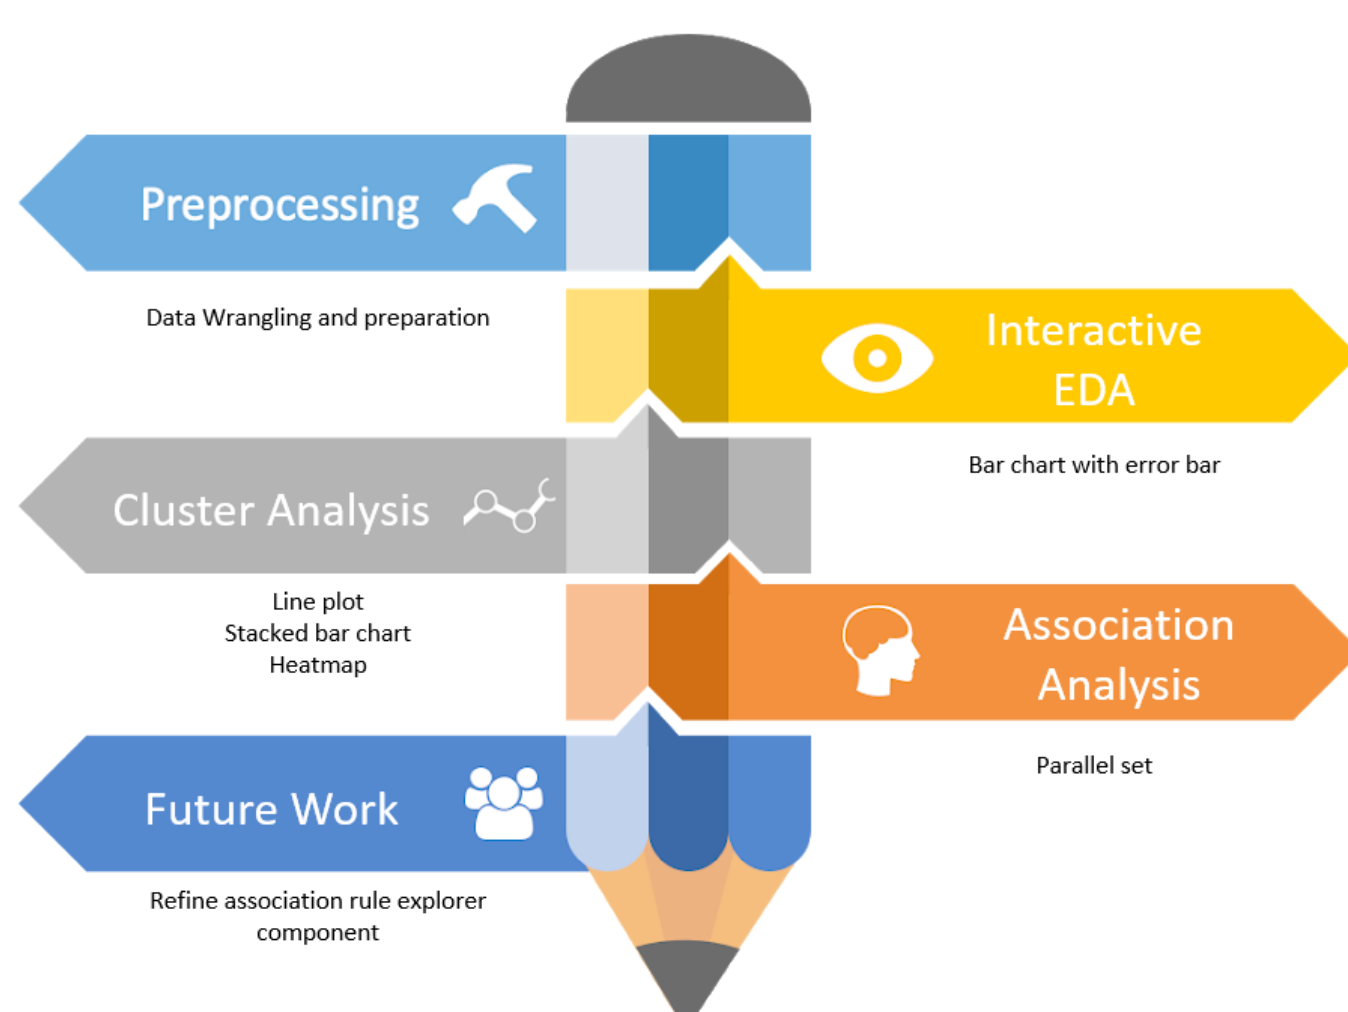 Preprocessing
Data Wrangling and preparation
Interactive
EDA
Bar chart with error bar
Cluster Analysis
Line plot
Stacked bar chart
Heatmap
Association
Analysis
Parallel set
Future Work
Refine association rule explorer
component